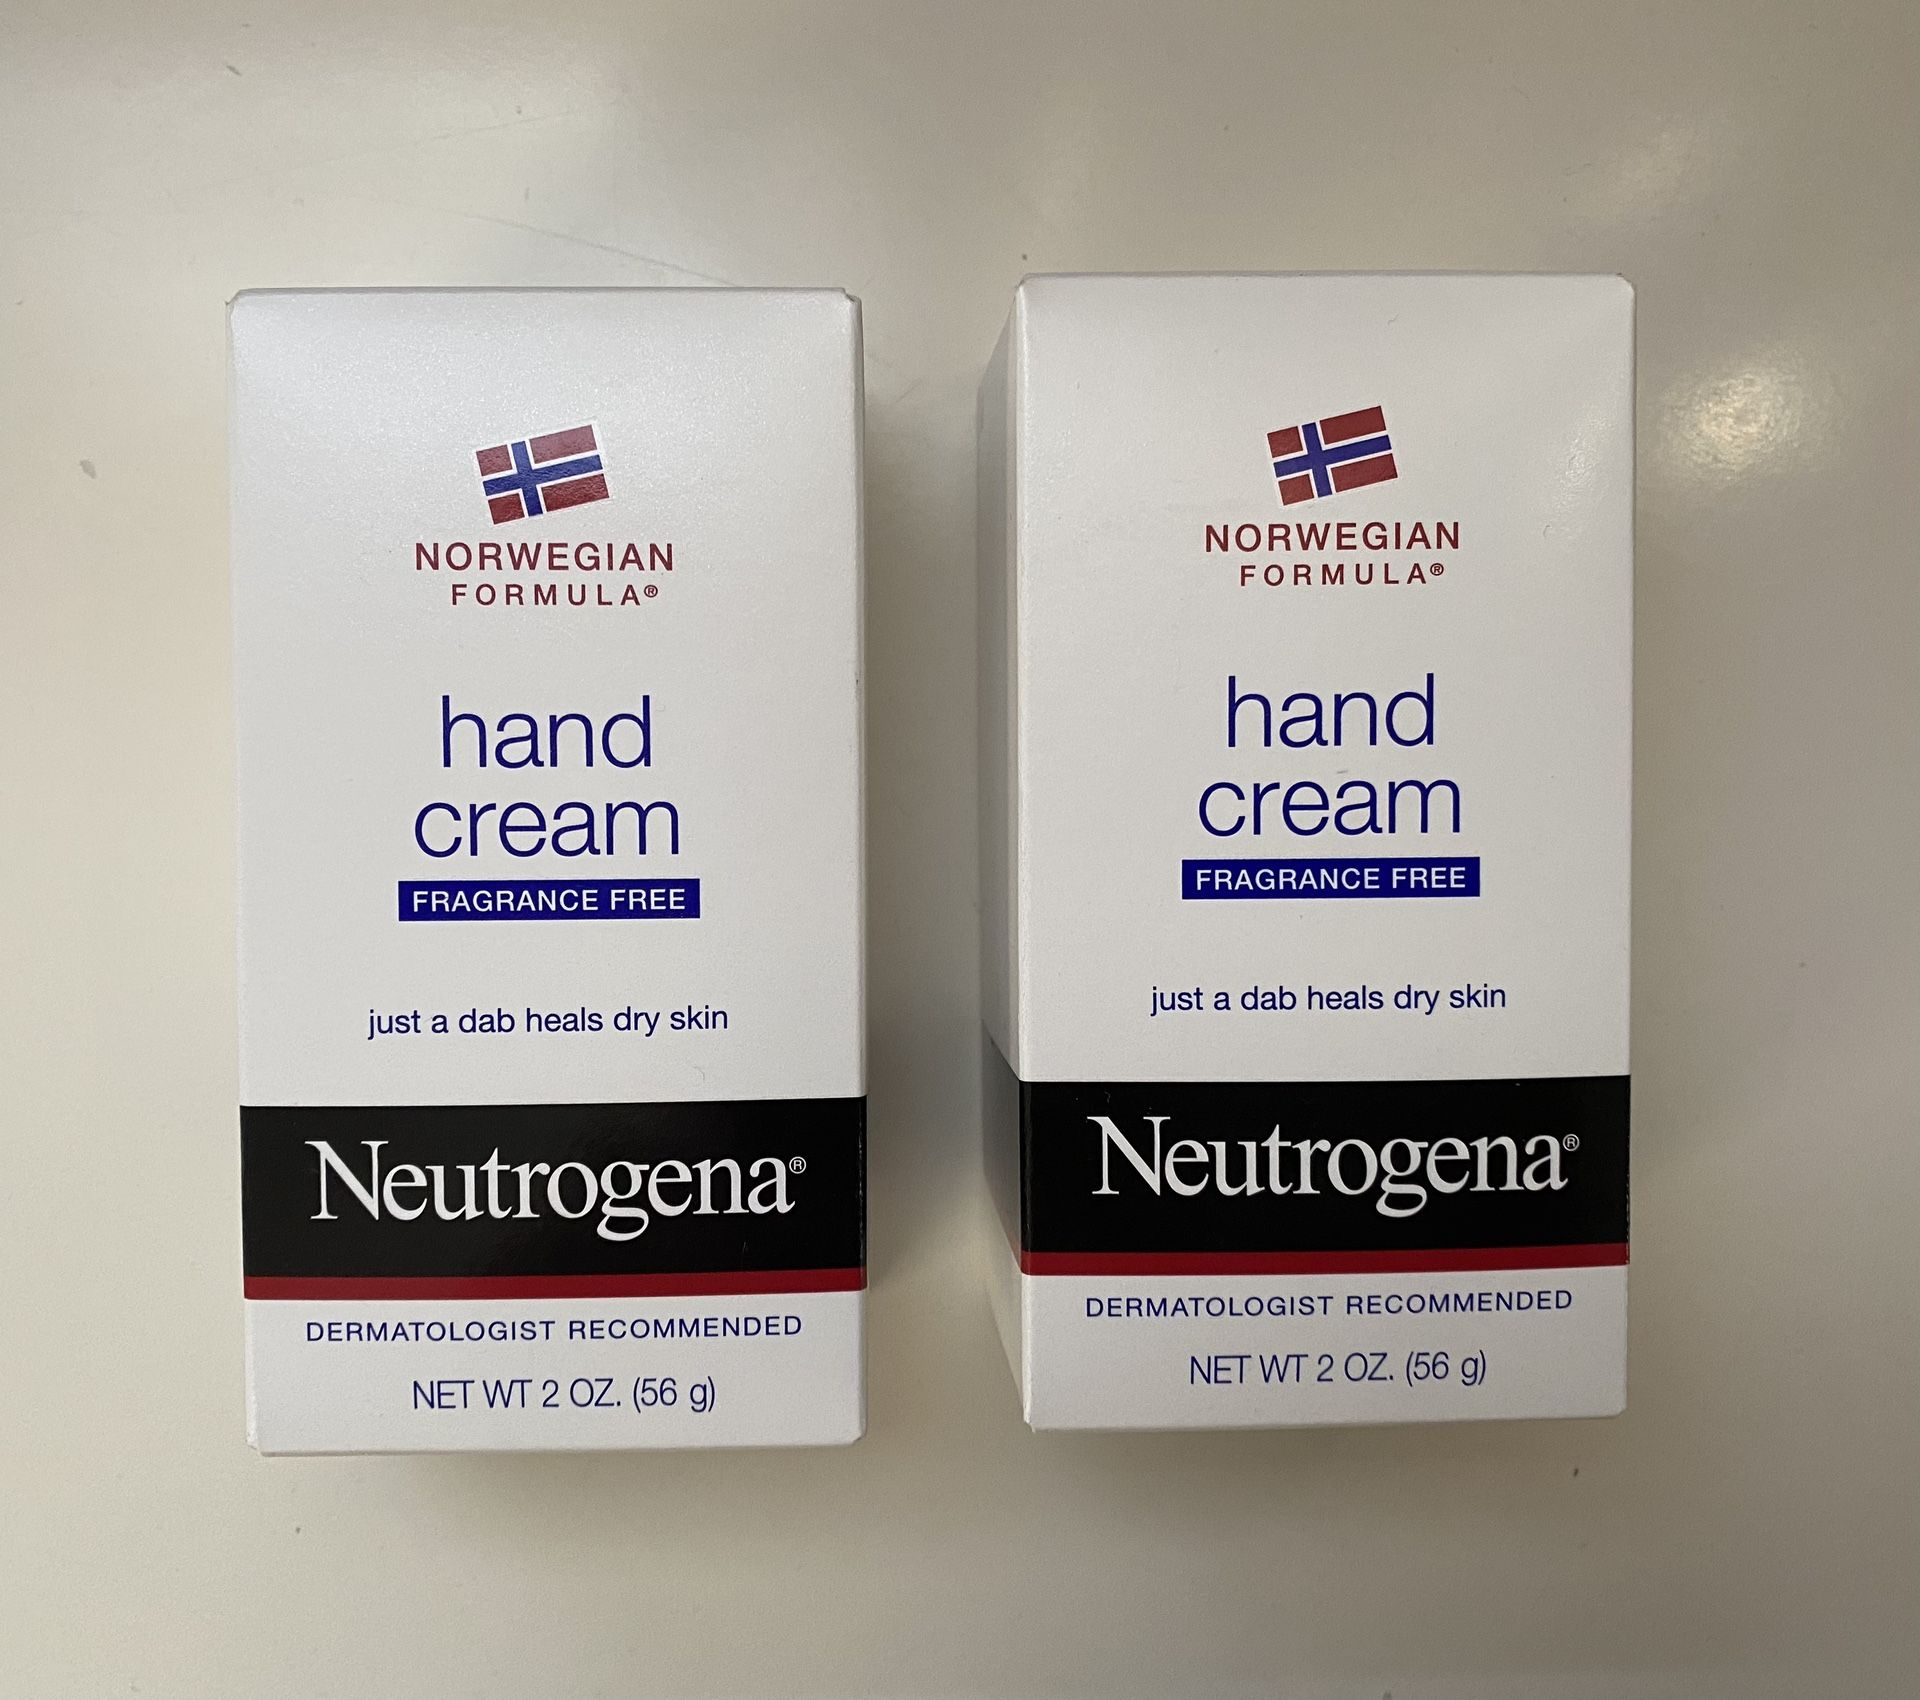 NORWEGIAN
FORMULA®
hand
cream
FRAGRANCE FREE
just a dab heals dry skin
Neutrogena®
DERMATOLOGIST RECOMMENDED
NET WT 2 OZ. (56 g)
NORWEGIAN
FORMULA®
hand
cream
FRAGRANCE FREE
just a dab heals dry skin
Neutrogena®
DERMATOLOGIST RECOMMENDED
NET WT 2 OZ. (56 g)